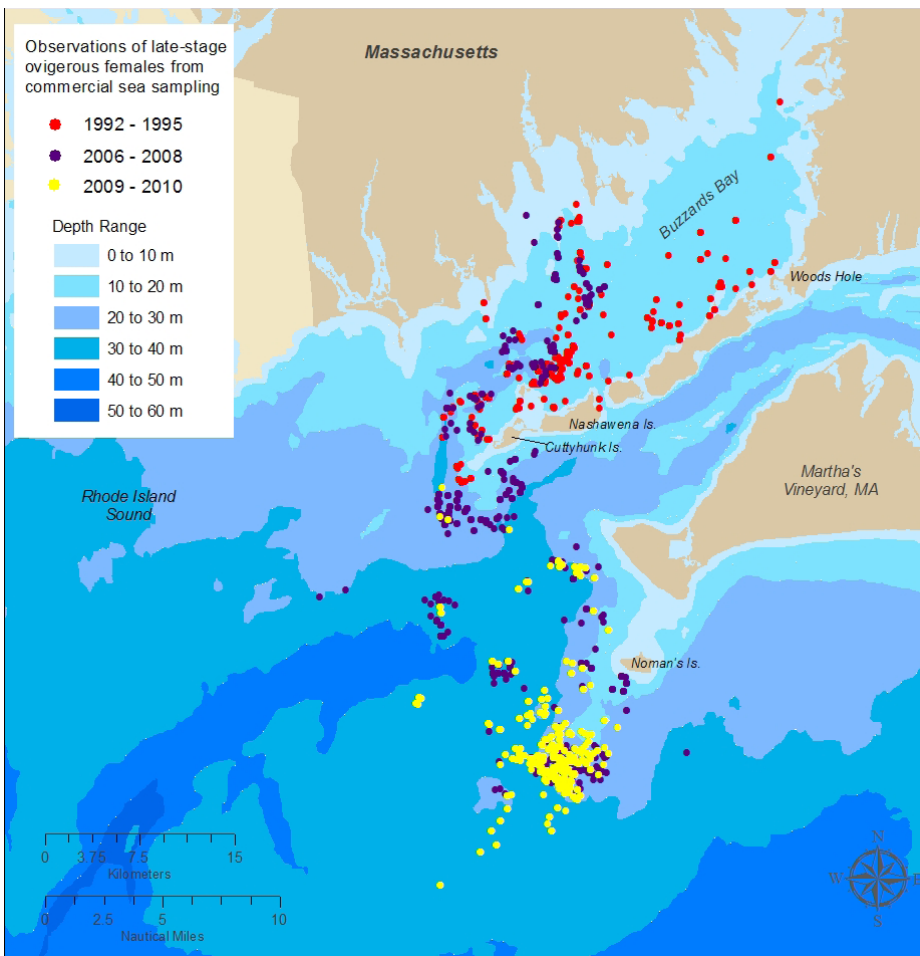 Observations of late-stage
ovigerous females from
commercial sea sampling
1992 - 1995
2006 - 2008
2009 - 2010
Depth Range
0 to 10 m
10 to 20 m
20 to 30 m
30 to 40 m
40 to 50 m
50 to 60 m
Massachusetts
Buzzards Bay
Woods Hole
Nashawena Is.
Cuttyhunk Is.
Martha's
Vineyard, MA
Rhode Island
Sound
Noman's Is.
0 3.75 7.5 15
Kilometers
0 2.5 5 10
Nautical Miles
N
W E
S